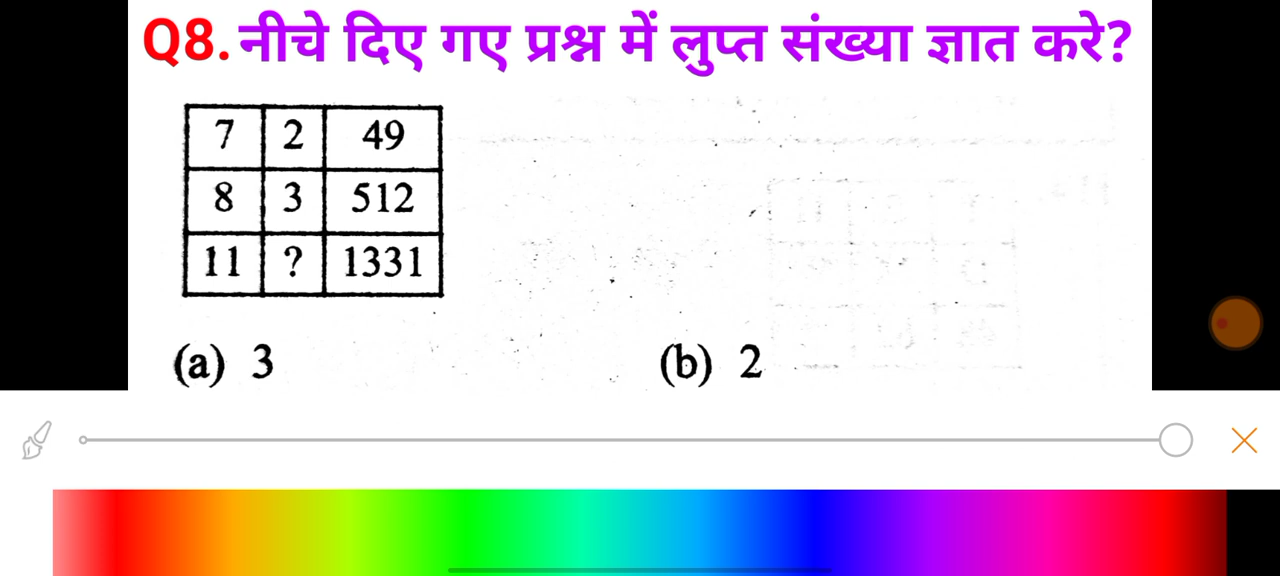 Q8. नीचे दिए गए प्रश्न में लुप्त संख्या ज्ञात करे?
7 2 49
8 3 512
11 ? 1331
(a) 3 (b) 2